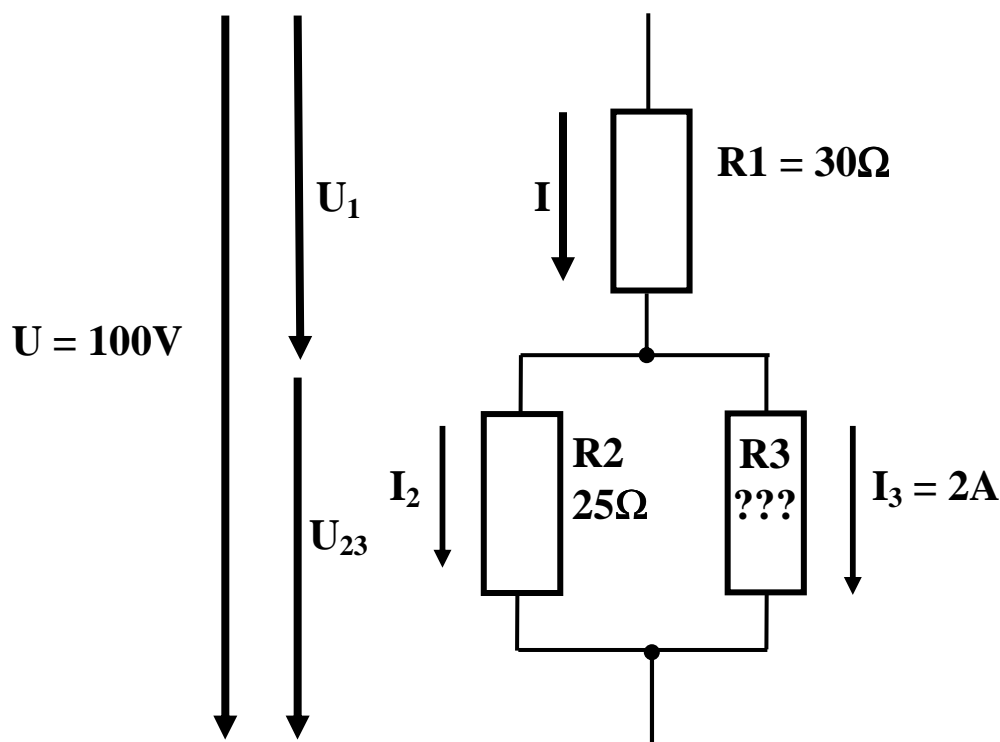 R1 = 30Ω
U₁
I
U = 100V
R2
25Ω
R3
???
I₂
I₃ = 2A
U₂₃